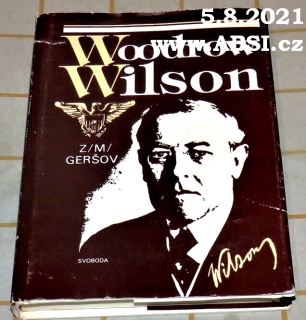 5.8.2021
www.ABSI.cz
Woodrow
Wilson
Z/M/
GERŠOV
SVOBODA
Wilson